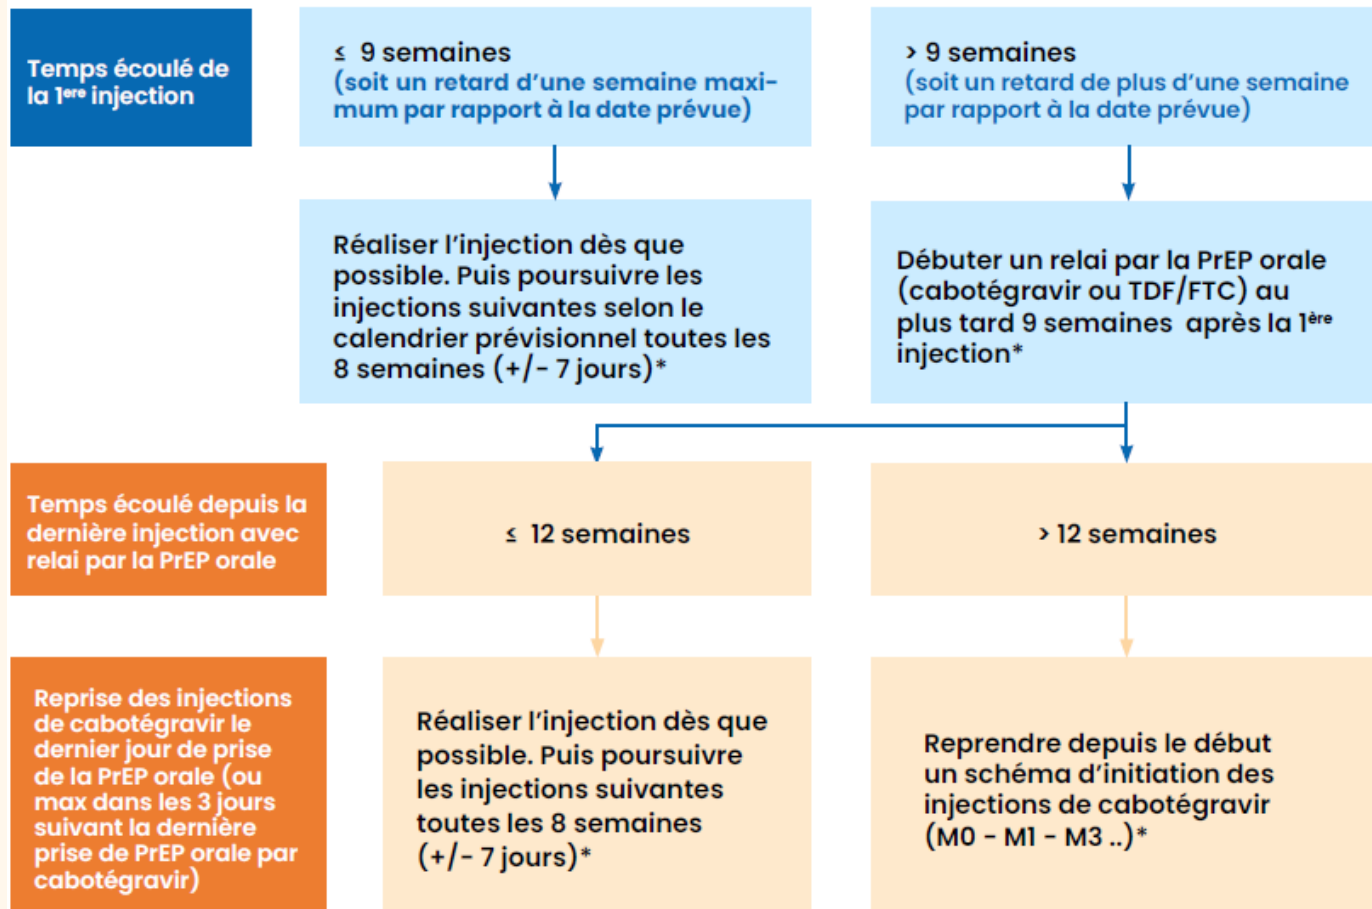 Temps écoulé de
la 1ere injection
≤ 9 semaines
(soit un retard d’une semaine maxi-
mum par rapport à la date prévue)
> 9 semaines
(soit un retard de plus d’une semaine
par rapport à la date prévue)
Réaliser l’injection dès que
possible. Puis poursuivre les
injections suivantes selon le
calendrier prévisionnel toutes les
8 semaines (+/- 7 jours)*
Débuter un relai par la PrEP orale
(cabotégravir ou TDF/FTC) au
plus tard 9 semaines après la 1ère
injection*
Temps écoulé depuis la
dernière injection avec
relai par la PrEP orale
≤ 12 semaines
> 12 semaines
Reprise des injections
de cabotégravir le
dernier jour de prise
de la PrEP orale (ou
max dans les 3 jours
suivant la dernière
prise de PrEP orale par
cabotégravir)
Réaliser l’injection dès que
possible. Puis poursuivre
les injections suivantes
toutes les 8 semaines
(+/- 7 jours)*
Reprendre depuis le début
un schéma d’initiation des
injections de cabotégravir
(M0 - M1 - M3 ..)*